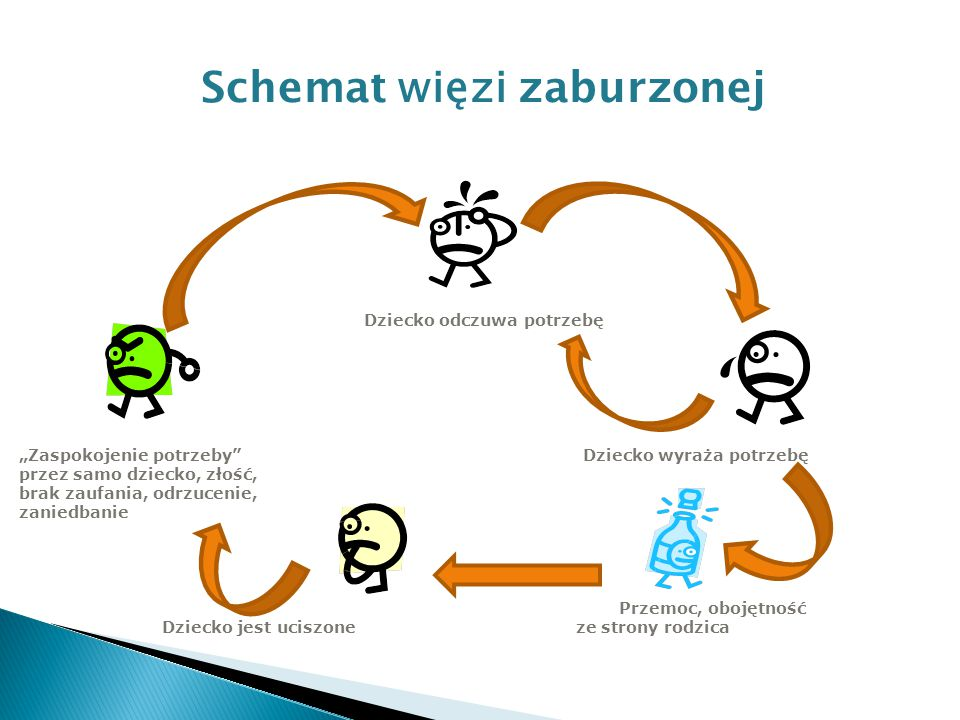 Schemat więzi zaburzonej
Dziecko odczuwa potrzebę
Dziecko wyraża potrzebę
Przemoc, obojętność
ze strony rodzica
Dziecko jest uciszone
„Zaspokojenie potrzeby”
przez samo dziecko, złość,
brak zaufania, odrzucenie,
zaniedbanie